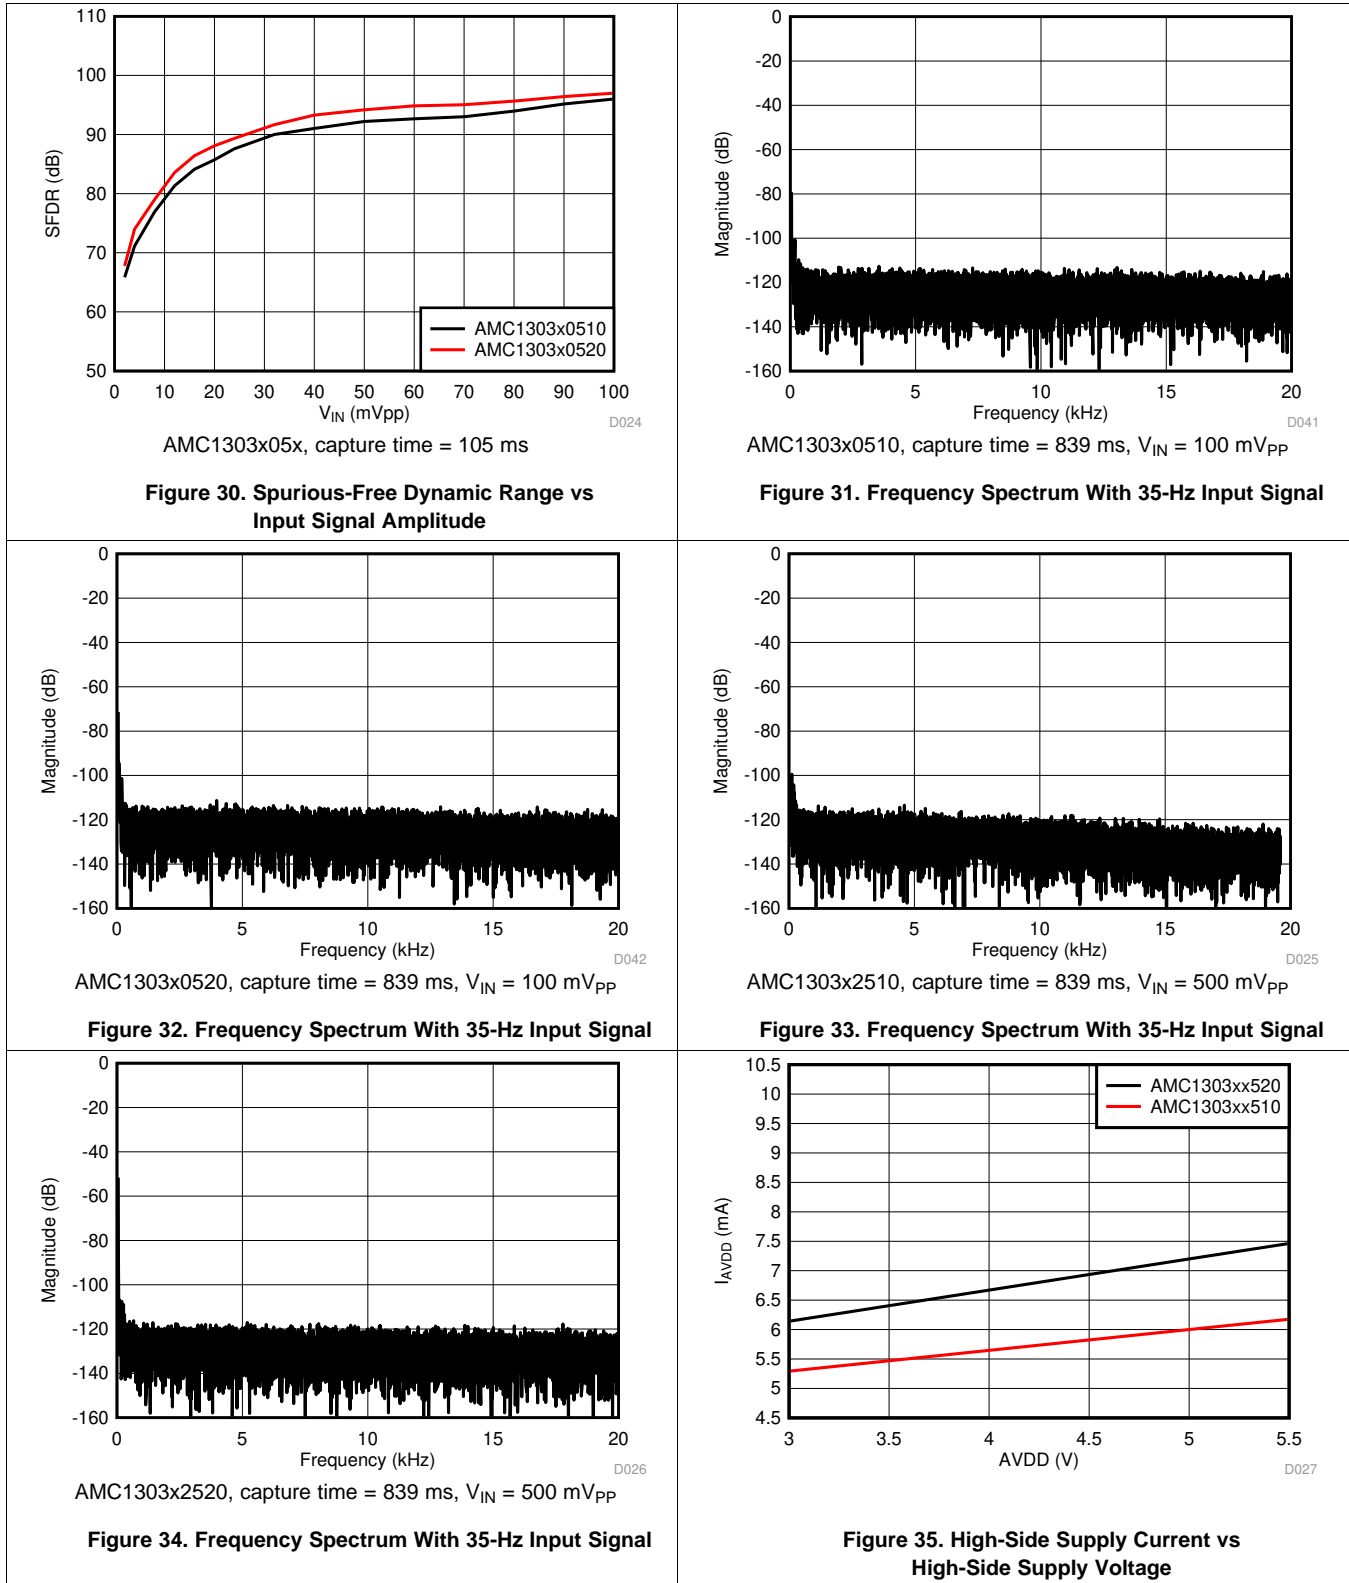 110
100
90
80
70
60
50
SFDR (dB)
AMC1303x0510
AMC1303x0520
0 10 20 30 40 50 60 70 80 90 100
VIN (mVpp)
D024
AMC1303x05x, capture time = 105 ms
Figure 30. Spurious-Free Dynamic Range vs
Input Signal Amplitude
0
-20
-40
-60
-80
-100
-120
-140
-160
Magnitude (dB)
0 5 10 15 20
Frequency (kHz)
D041
AMC1303x0510, capture time = 839 ms, VIN = 100 mVPP
Figure 31. Frequency Spectrum With 35-Hz Input Signal
0
-20
-40
-60
-80
-100
-120
-140
-160
Magnitude (dB)
0 5 10 15 20
Frequency (kHz)
D042
AMC1303x0520, capture time = 839 ms, VIN = 100 mVPP
Figure 32. Frequency Spectrum With 35-Hz Input Signal
0
-20
-40
-60
-80
-100
-120
-140
-160
Magnitude (dB)
0 5 10 15 20
Frequency (kHz)
D025
AMC1303x2510, capture time = 839 ms, VIN = 500 mVPP
Figure 33. Frequency Spectrum With 35-Hz Input Signal
0
-20
-40
-60
-80
-100
-120
-140
-160
Magnitude (dB)
0 5 10 15 20
Frequency (kHz)
D026
AMC1303x2520, capture time = 839 ms, VIN = 500 mVPP
Figure 34. Frequency Spectrum With 35-Hz Input Signal
10.5
10
9.5
9
8.5
8
7.5
7
6.5
6
5.5
5
4.5
IAVDD (mA)
AMC1303xx520
AMC1303xx510
3 3.5 4 4.5 5 5.5
AVDD (V)
D027
Figure 35. High-Side Supply Current vs
High-Side Supply Voltage